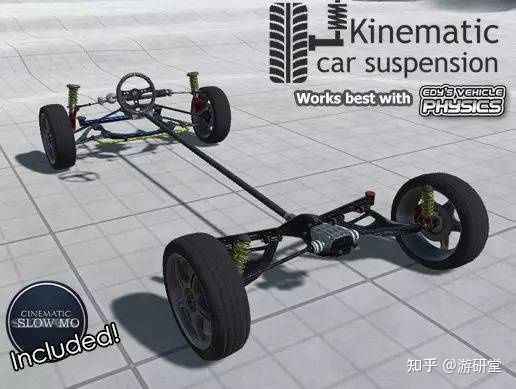 Kinematic
car suspension
Works best with
EDY'S VEHICLE
PHYSICS
CINEMATIC
SLOW MO
Included!
知乎 @游研堂